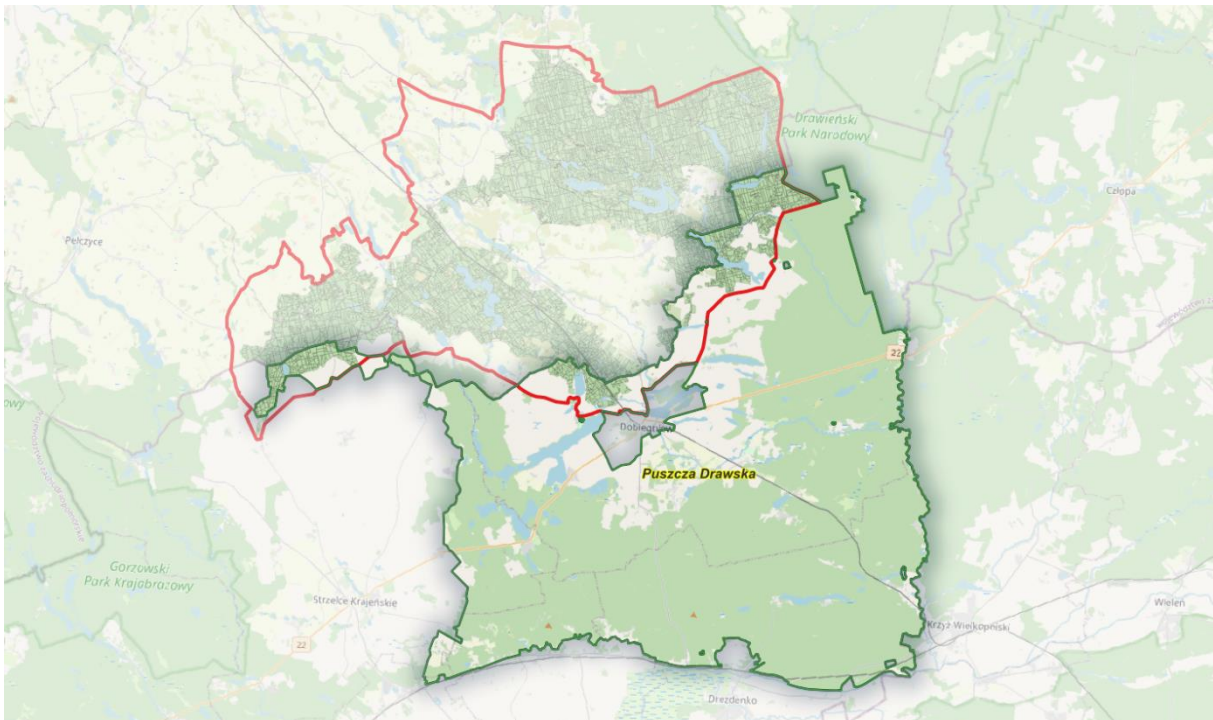 Drawieński
Park Narodowy
Człopa
Pełczyce
22
Dobiegniew
Puszcza Drawska
Gorzowski
Park Krajobrazowy
Strzelce Krajeńskie
22
Wieleń
Krzyż Wielkopolski
Drezdenko